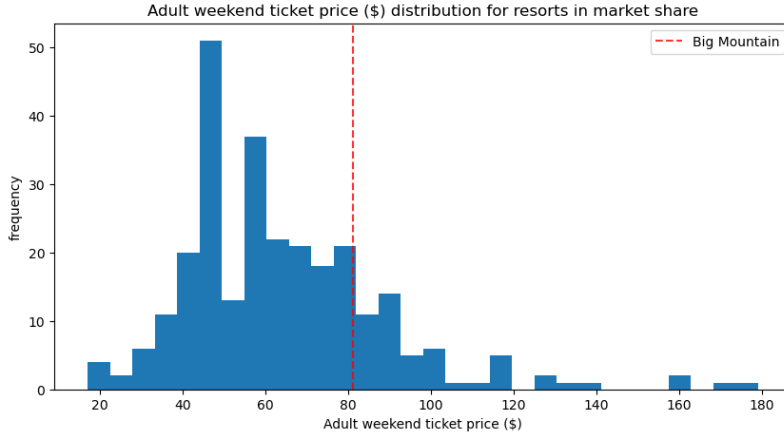 Adult weekend ticket price ($) distribution for resorts in market share
Big Mountain
50
40
30
20
10
0
frequency
20 40 60 80 100 120 140 160 180
Adult weekend ticket price ($)